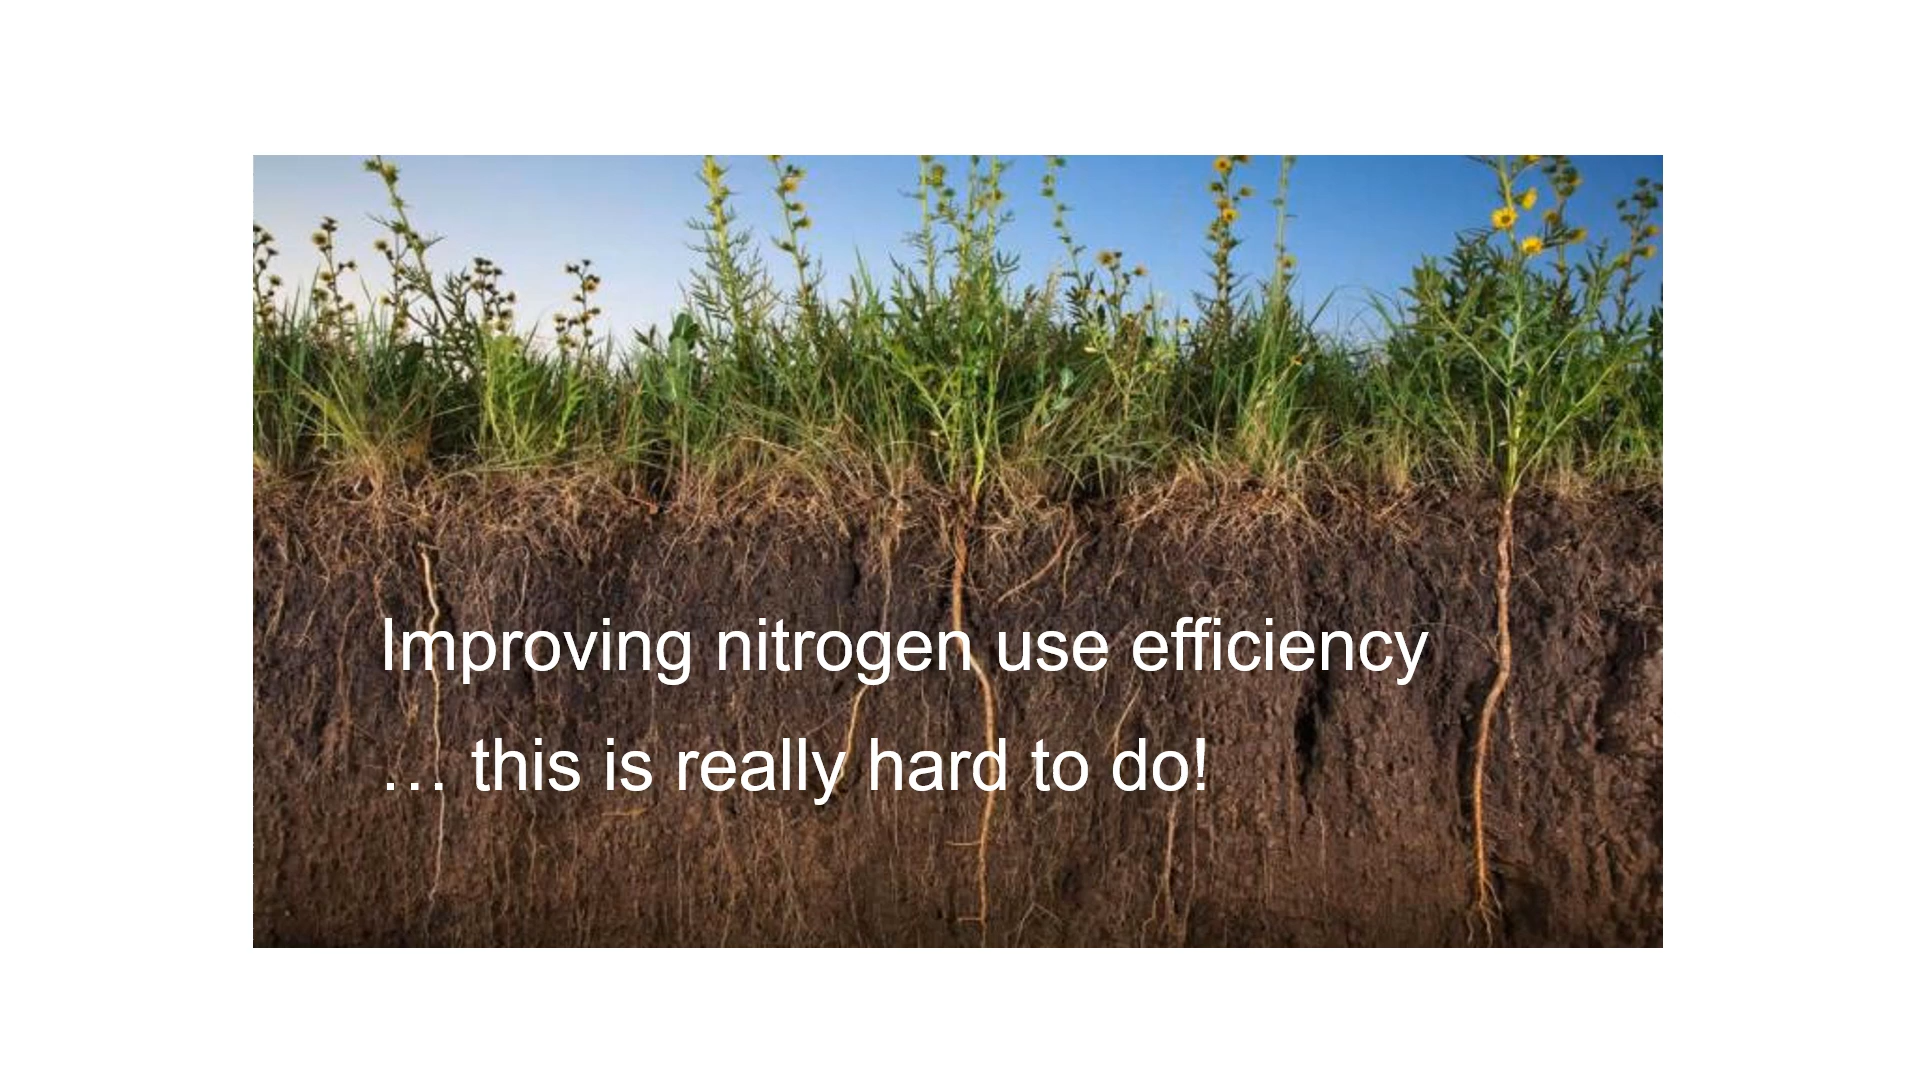 Improving nitrogen use efficiency
… this is really hard to do!